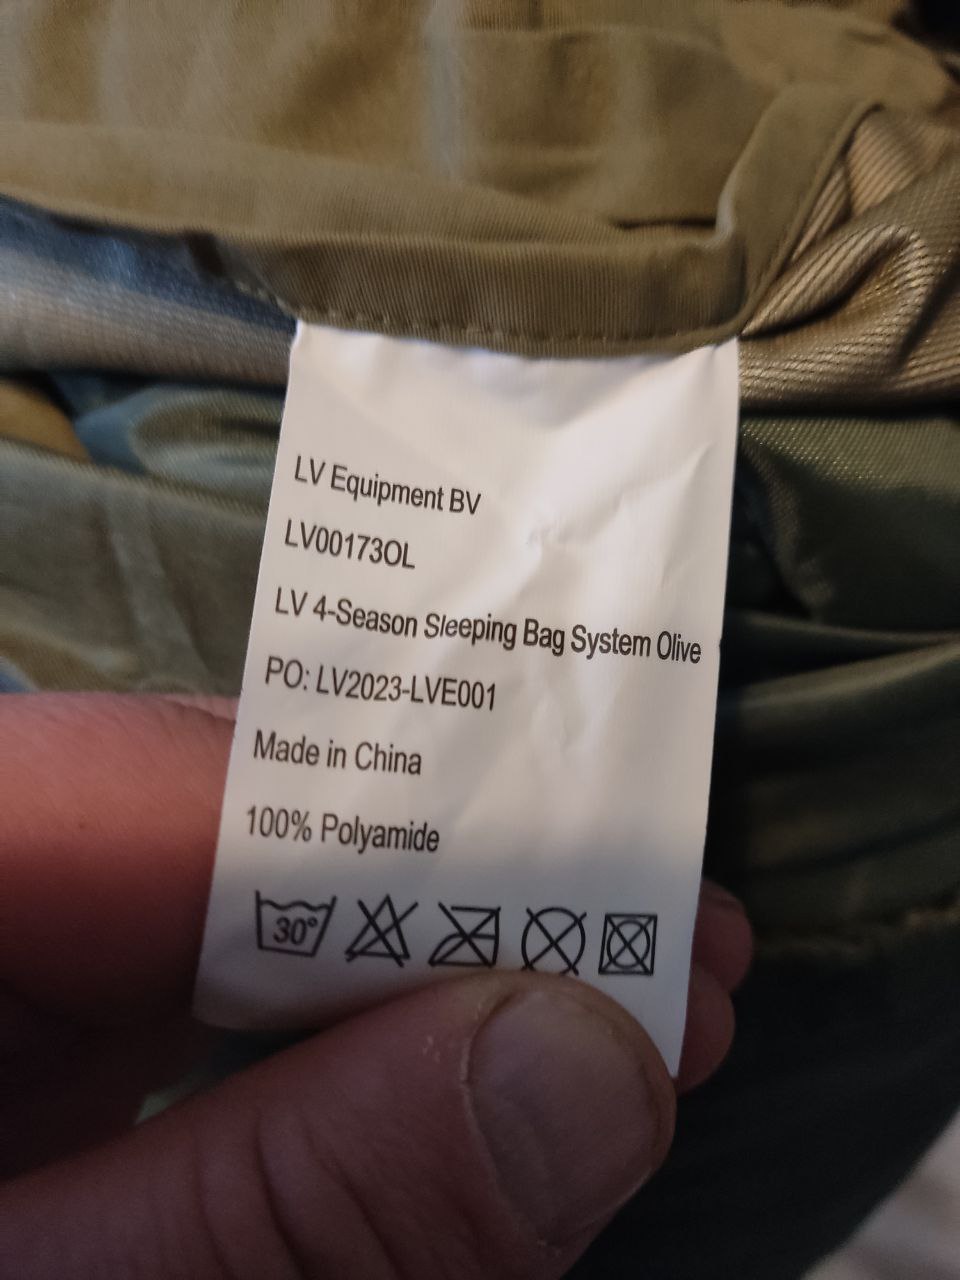 LV Equipment BV
LV00173OL
LV 4-Season Sleeping Bag System Olive
PO: LV2023-LVE001
Made in China
100% Polyamide
30°